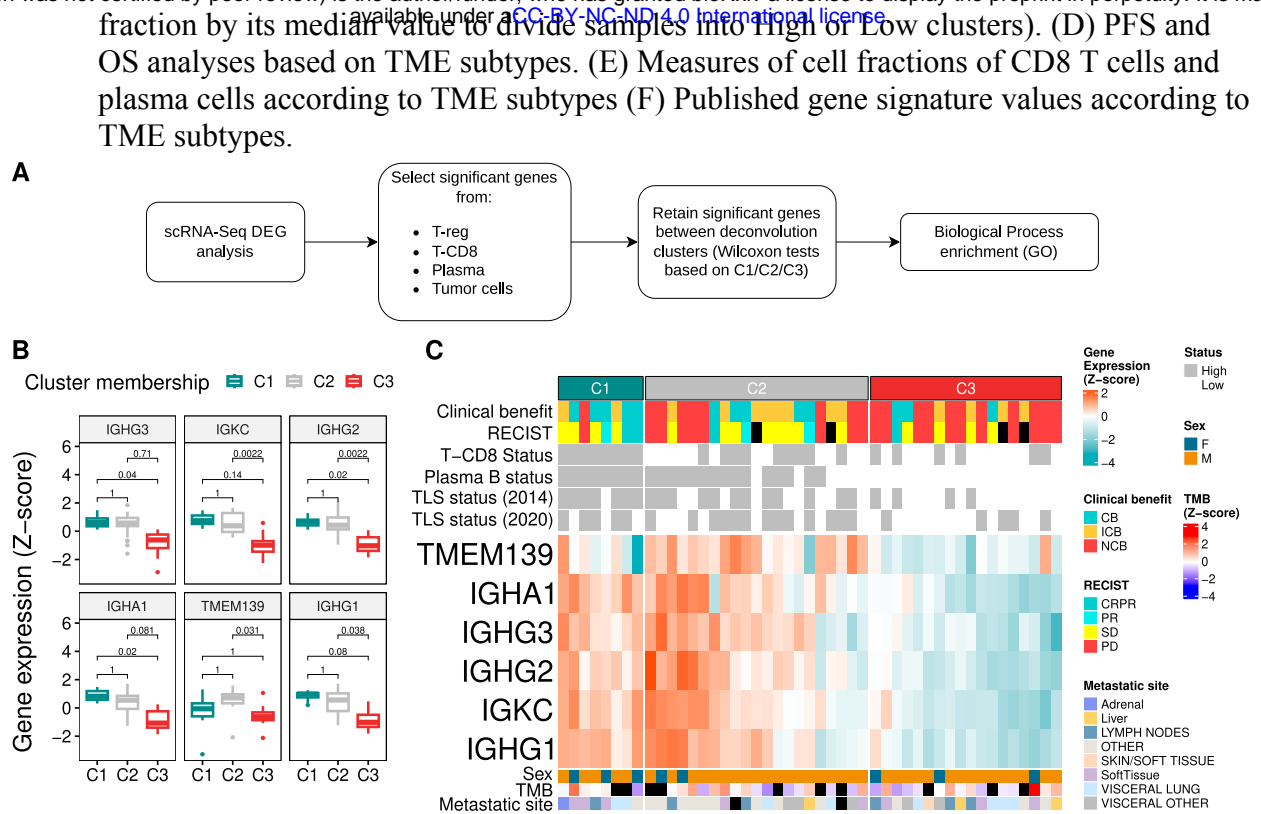 available under aCC-BY-NC-ND 4.0 International license.
fraction by its median value to divide samples into High or Low clusters). (D) PFS and
OS analyses based on TME subtypes. (E) Measures of cell fractions of CD8 T cells and
plasma cells according to TME subtypes (F) Published gene signature values according to
TME subtypes.
A
scRNA-Seq DEG
analysis
Select significant genes
from:
• T-reg
• T-CD8
• Plasma
• Tumor cells
Retain significant genes
between deconvolution
clusters (Wilcoxon tests
based on C1/C2/C3)
Biological Process
enrichment (GO)
B
Cluster membership C1 C2 C3
Gene expression (Z−score)
IGHG3 IGKC IGHG2
6
4
2
0
−2
0.71
0.04
1
0.0022
0.14
1
0.0022
0.02
1
IGHA1 TMEM139 IGHG1
6
4
2
0
−2
0.081
0.02
1
0.031
1
1
0.038
0.08
1
C1 C2 C3 C1 C2 C3 C1 C2 C3
C
C1 C2 C3
Clinical benefit
RECIST
T−CD8 Status
Plasma B status
TLS status (2014)
TLS status (2020)
TMEM139
IGHA1
IGHG3
IGHG2
IGKC
IGHG1
Sex
TMB
Metastatic site
Gene
Expression
(Z−score)
2
0
−2
−4
Status
High
Low
Sex
F
M
Clinical benefit
CB
ICB
NCB
TMB
(Z−score)
4
2
0
−2
−4
RECIST
CRPR
PR
SD
PD
Metastatic site
Adrenal
Liver
LYMPH NODES
OTHER
SKIN/SOFT TISSUE
SoftTissue
VISCERAL LUNG
VISCERAL OTHER